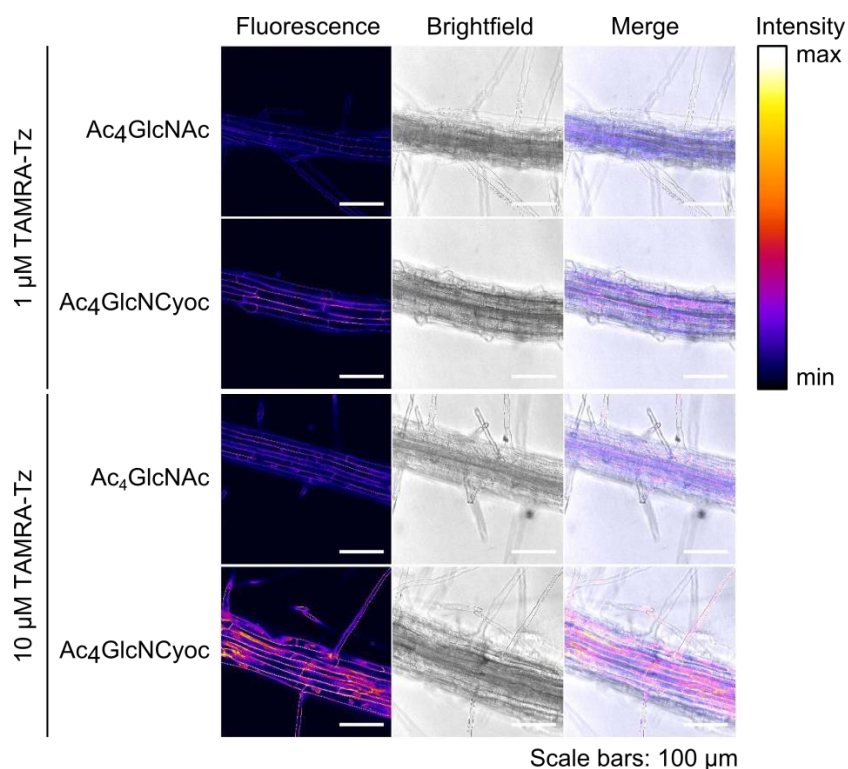 Fluorescence Brightfield Merge Intensity
max
min
1 µM TAMRA-Tz
Ac₄GlcNAc
Ac₄GlcNCyoc
10 µM TAMRA-Tz
Ac₄GlcNAc
Ac₄GlcNCyoc
Scale bars: 100 µm